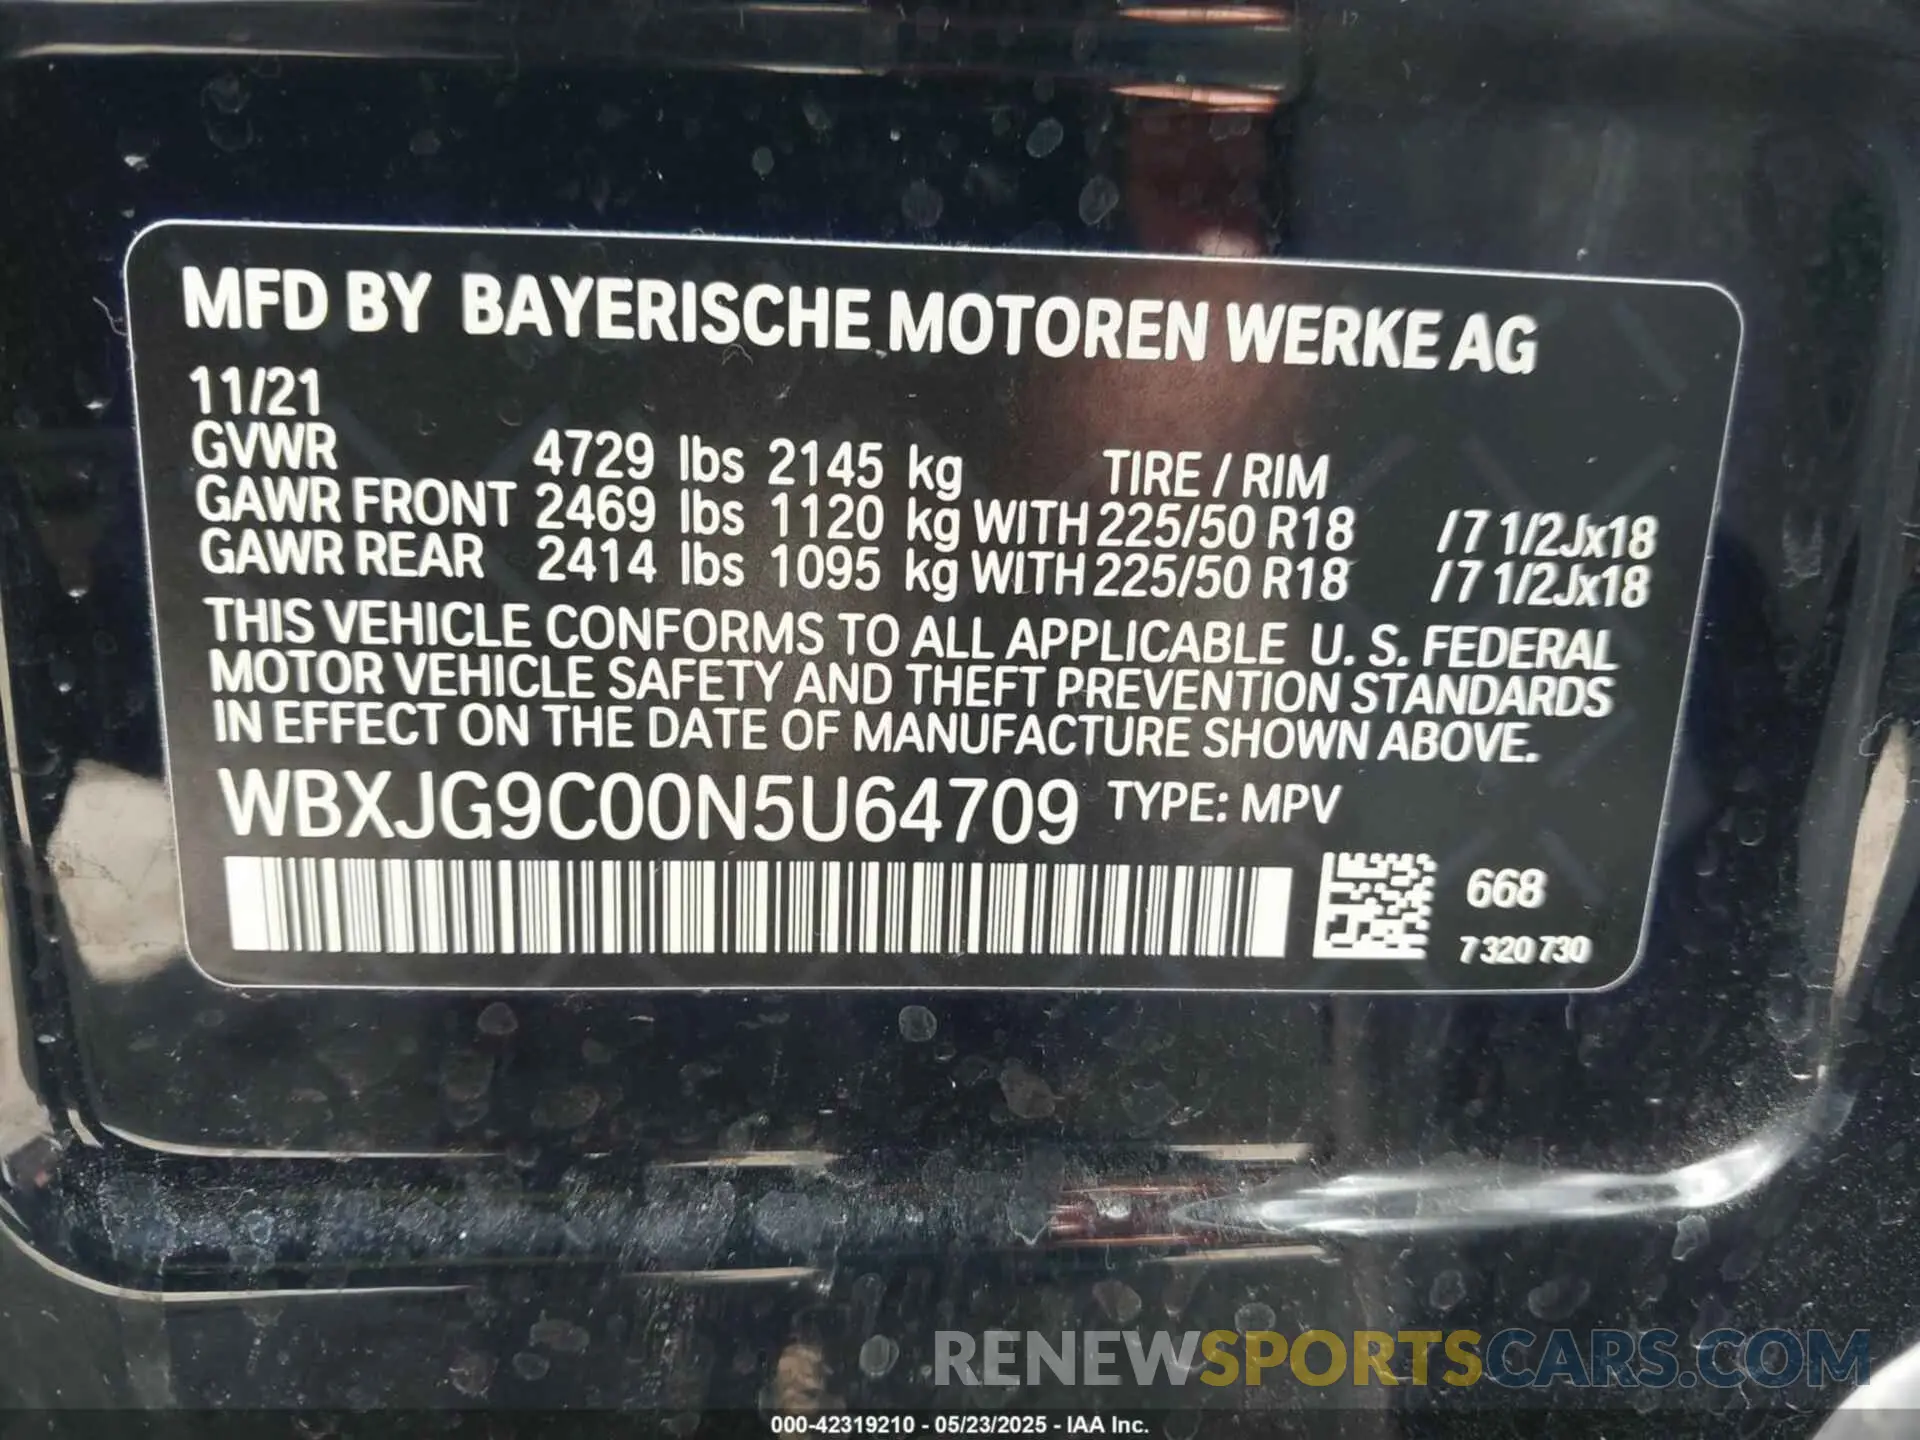 MFD BY BAYERISCHE MOTOREN WERKE AG
11/21
GVWR 4729 lbs 2145 kg TIRE / RIM
GAWR FRONT 2469 lbs 1120 kg WITH 225/50 R18 /7 1/2Jx18
GAWR REAR 2414 lbs 1095 kg WITH 225/50 R18 /7 1/2Jx18
THIS VEHICLE CONFORMS TO ALL APPLICABLE U. S. FEDERAL
MOTOR VEHICLE SAFETY AND THEFT PREVENTION STANDARDS
IN EFFECT ON THE DATE OF MANUFACTURE SHOWN ABOVE.
WBXJG9C00N5U64709 TYPE: MPV
668
7 320 730
RENEWSPORTSCARS.COM
000-42319210 - 05/23/2025 - IAA Inc.